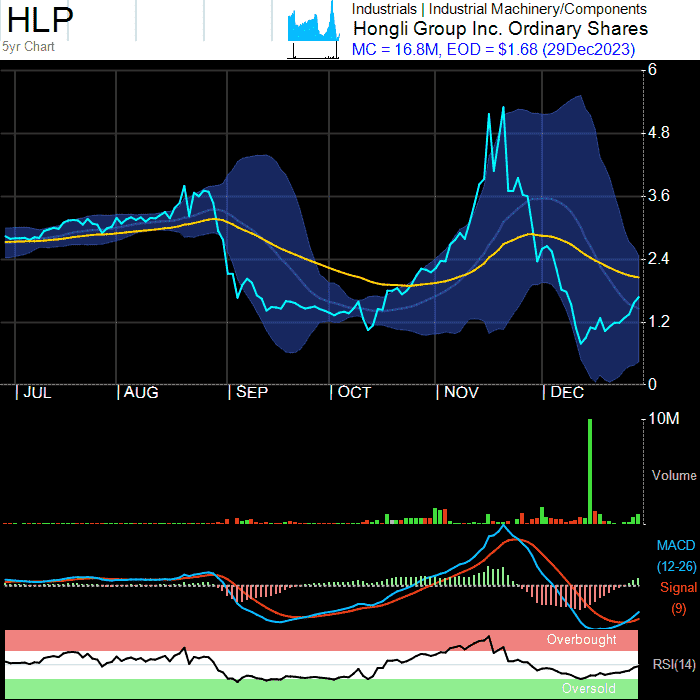 HLP
5yr Chart
Industrials | Industrial Machinery/Components
Hongli Group Inc. Ordinary Shares
MC = 16.8M, EOD = $1.68 (29Dec2023)
6
4.8
3.6
2.4
1.2
0
JUL AUG SEP OCT NOV DEC
10M
Volume
MACD
(12-26)
Signal
(9)
Overbought
RSI(14)
Oversold